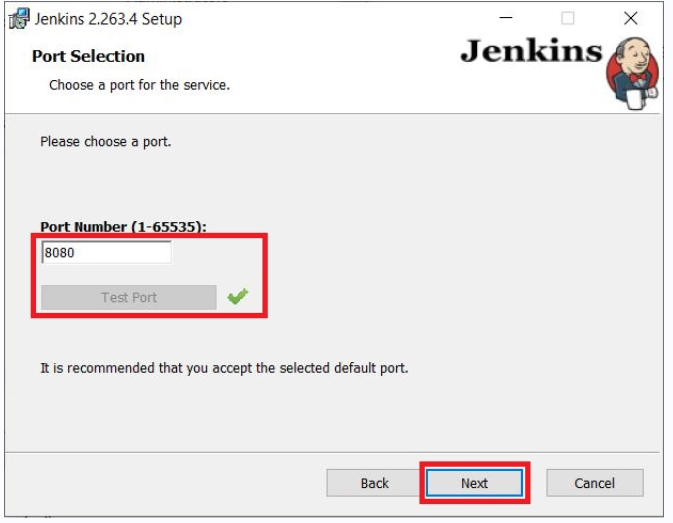 Jenkins 2.263.4 Setup
Port Selection
Jenkins
Choose a port for the service.
Please choose a port.
Port Number (1-65535):
8080
Test Port
It is recommended that you accept the selected default port.
Back Next Cancel